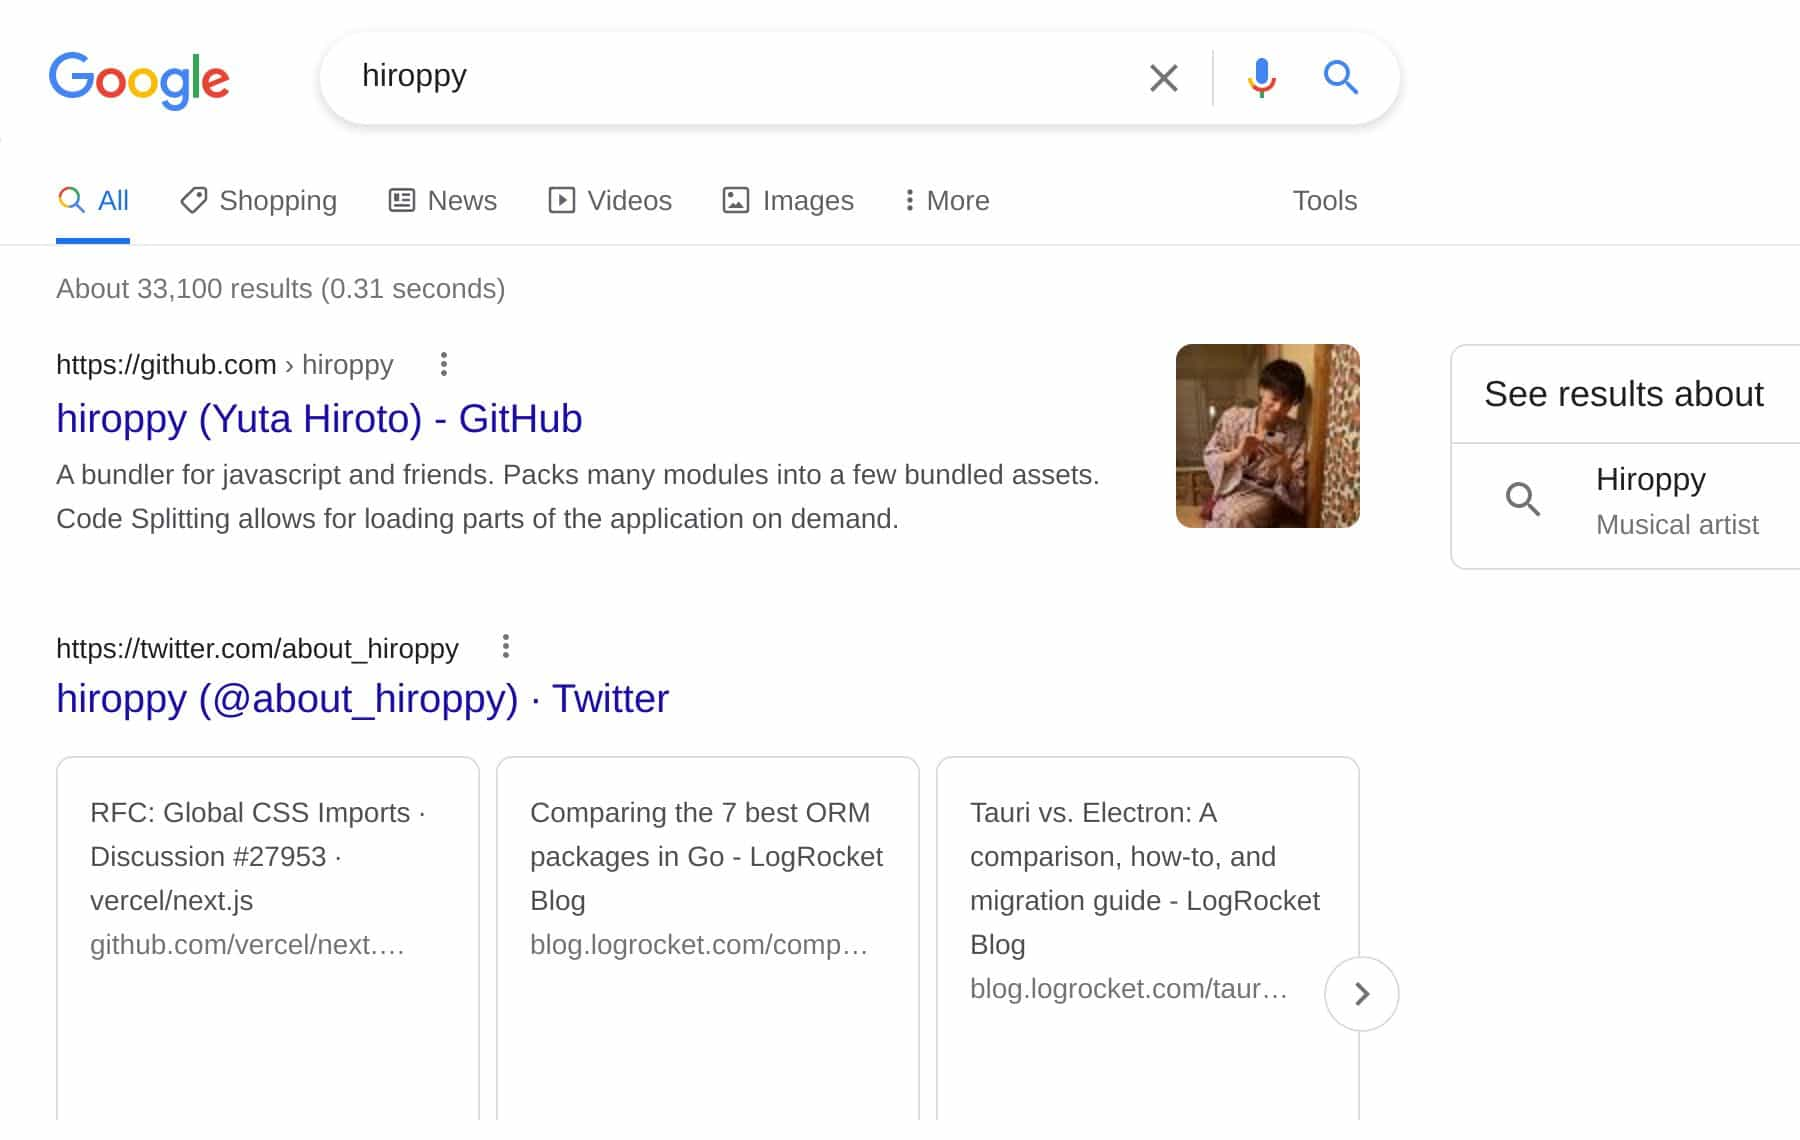 Google
hiroppy
All
Shopping
News
Videos
Images
More
Tools
About 33,100 results (0.31 seconds)
https://github.com › hiroppy
hiroppy (Yuta Hiroto) - GitHub
A bundler for javascript and friends. Packs many modules into a few bundled assets.
Code Splitting allows for loading parts of the application on demand.
See results about
Hiroppy
Musical artist
https://twitter.com/about_hiroppy
hiroppy (@about_hiroppy) · Twitter
RFC: Global CSS Imports ·
Discussion #27953 ·
vercel/next.js
github.com/vercel/next.…
Comparing the 7 best ORM
packages in Go - LogRocket
Blog
blog.logrocket.com/comp…
Tauri vs. Electron: A
comparison, how-to, and
migration guide - LogRocket
Blog
blog.logrocket.com/taur…